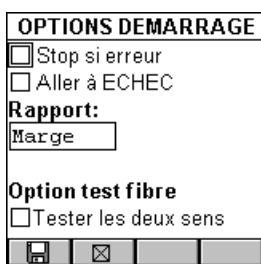 OPTIONS DEMARRAGE
Stop si erreur
Aller à ECHEC
Rapport:
Marge
Option test fibre
Tester les deux sens